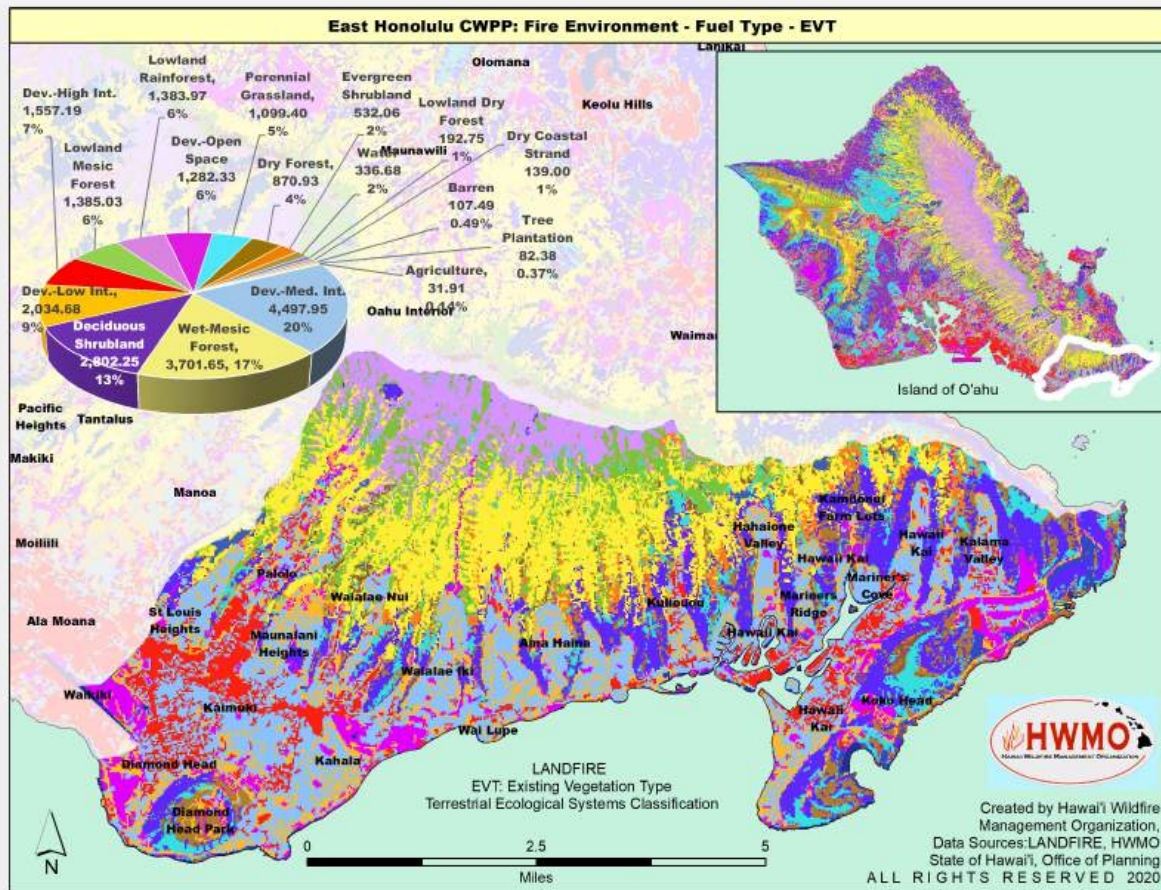 East Honolulu CWPP: Fire Environment - Fuel Type - EVT
Lanikai
Olomana
Keolu Hills
Maunawili
Oahu Interior
Lowland
Rainforest,
1,383.97
6%
Perennial
Grassland,
1,099.40
5%
Evergreen
Shrubland
532.06
2%
Lowland Dry
Forest
192.75
1%
Dry Coastal
Strand
139.00
1%
Dev.-High Int.
1,557.19
7%
Lowland
Mesic
Forest
1,385.03
6%
Dev.-Open
Space
1,282.33
6%
Dry Forest,
870.93
4%
Water
336.68
2%
Barren
107.49
0.49%
Tree
Plantation
82.38
0.37%
Agriculture,
31.91
0.14%
Dev.-Low Int.,
2,034.68
9%
Deciduous
Shrubland
2,802.25
13%
Wet-Mesic
Forest,
3,701.65, 17%
Dev.-Med. Int.
4,497.95
20%
Island of O'ahu
Pacific
Heights
Tantalus
Makiki
Manoa
Moiliili
Ala Moana
Waikiki
Palolo
St Louis
Heights
Waialae Nui
Maunalani
Heights
Waialae Iki
Aina Haina
Kuliouou
Hahaione
Valley
Kamilonui
Farm Lots
Hawaii
Kai
Kalama
Valley
Hawaii Kai
Mariner's
Cove
Mariners
Ridge
Hawaii Kai
Kaimuki
Wai Lupe
Kahala
Diamond Head
Diamond
Head Park
Koko Head
Hawaii
Kai
LANDFIRE
EVT: Existing Vegetation Type
Terrestrial Ecological Systems Classification
N
0 2.5 5
Miles
HWMO
HAWAII WILDFIRE MANAGEMENT ORGANIZATION
Created by Hawai'i Wildfire
Management Organization,
Data Sources:LANDFIRE, HWMO
State of Hawai'i, Office of Planning
ALL RIGHTS RESERVED 2020